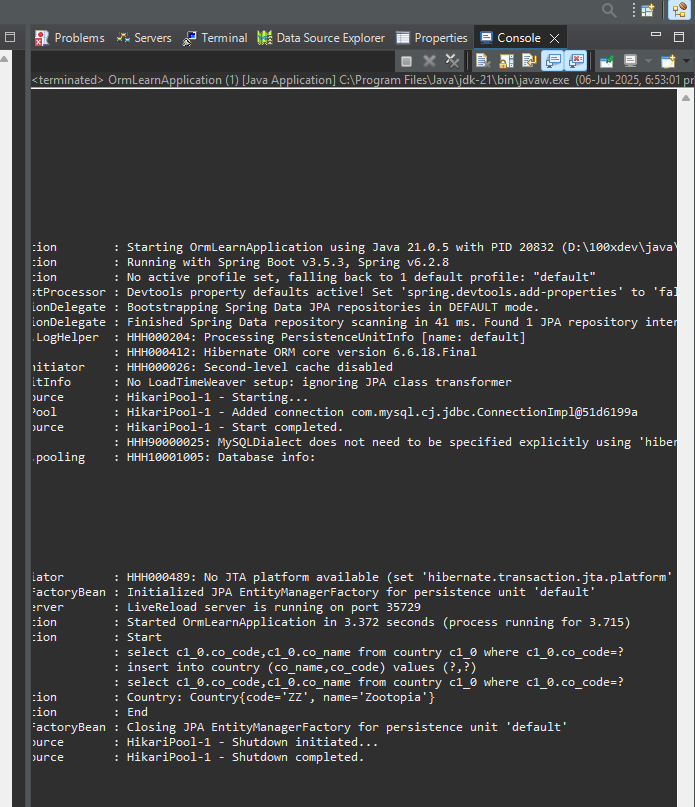 Problems Servers Terminal Data Source Explorer Properties Console
<terminated> OrmLearnApplication (1) [Java Application] C:\Program Files\Java\jdk-21\bin\javaw.exe (06-Jul-2025, 6:53:01 pr
tion : Starting OrmLearnApplication using Java 21.0.5 with PID 20832 (D:\100xdev\java\
tion : Running with Spring Boot v3.5.3, Spring v6.2.8
tion : No active profile set, falling back to 1 default profile: "default"
stProcessor : Devtools property defaults active! Set 'spring.devtools.add-properties' to 'fal
ionDelegate : Bootstrapping Spring Data JPA repositories in DEFAULT mode.
ionDelegate : Finished Spring Data repository scanning in 41 ms. Found 1 JPA repository inter
.LogHelper : HHH000204: Processing PersistenceUnitInfo [name: default]
: HHH000412: Hibernate ORM core version 6.6.18.Final
nitiator : HHH000026: Second-level cache disabled
itInfo : No LoadTimeWeaver setup: ignoring JPA class transformer
ource : HikariPool-1 - Starting...
Pool : HikariPool-1 - Added connection com.mysql.cj.jdbc.ConnectionImpl@51d6199a
ource : HikariPool-1 - Start completed.
: HHH90000025: MySQLDialect does not need to be specified explicitly using 'hiber
.pooling : HHH10001005: Database info:
lator : HHH000489: No JTA platform available (set 'hibernate.transaction.jta.platform'
FactoryBean : Initialized JPA EntityManagerFactory for persistence unit 'default'
erver : LiveReload server is running on port 35729
tion : Started OrmLearnApplication in 3.372 seconds (process running for 3.715)
tion : Start
: select c1_0.co_code,c1_0.co_name from country c1_0 where c1_0.co_code=?
: insert into country (co_name,co_code) values (?,?)
: select c1_0.co_code,c1_0.co_name from country c1_0 where c1_0.co_code=?
tion : Country: Country{code='ZZ', name='Zootopia'}
tion : End
FactoryBean : Closing JPA EntityManagerFactory for persistence unit 'default'
ource : HikariPool-1 - Shutdown initiated...
ource : HikariPool-1 - Shutdown completed.